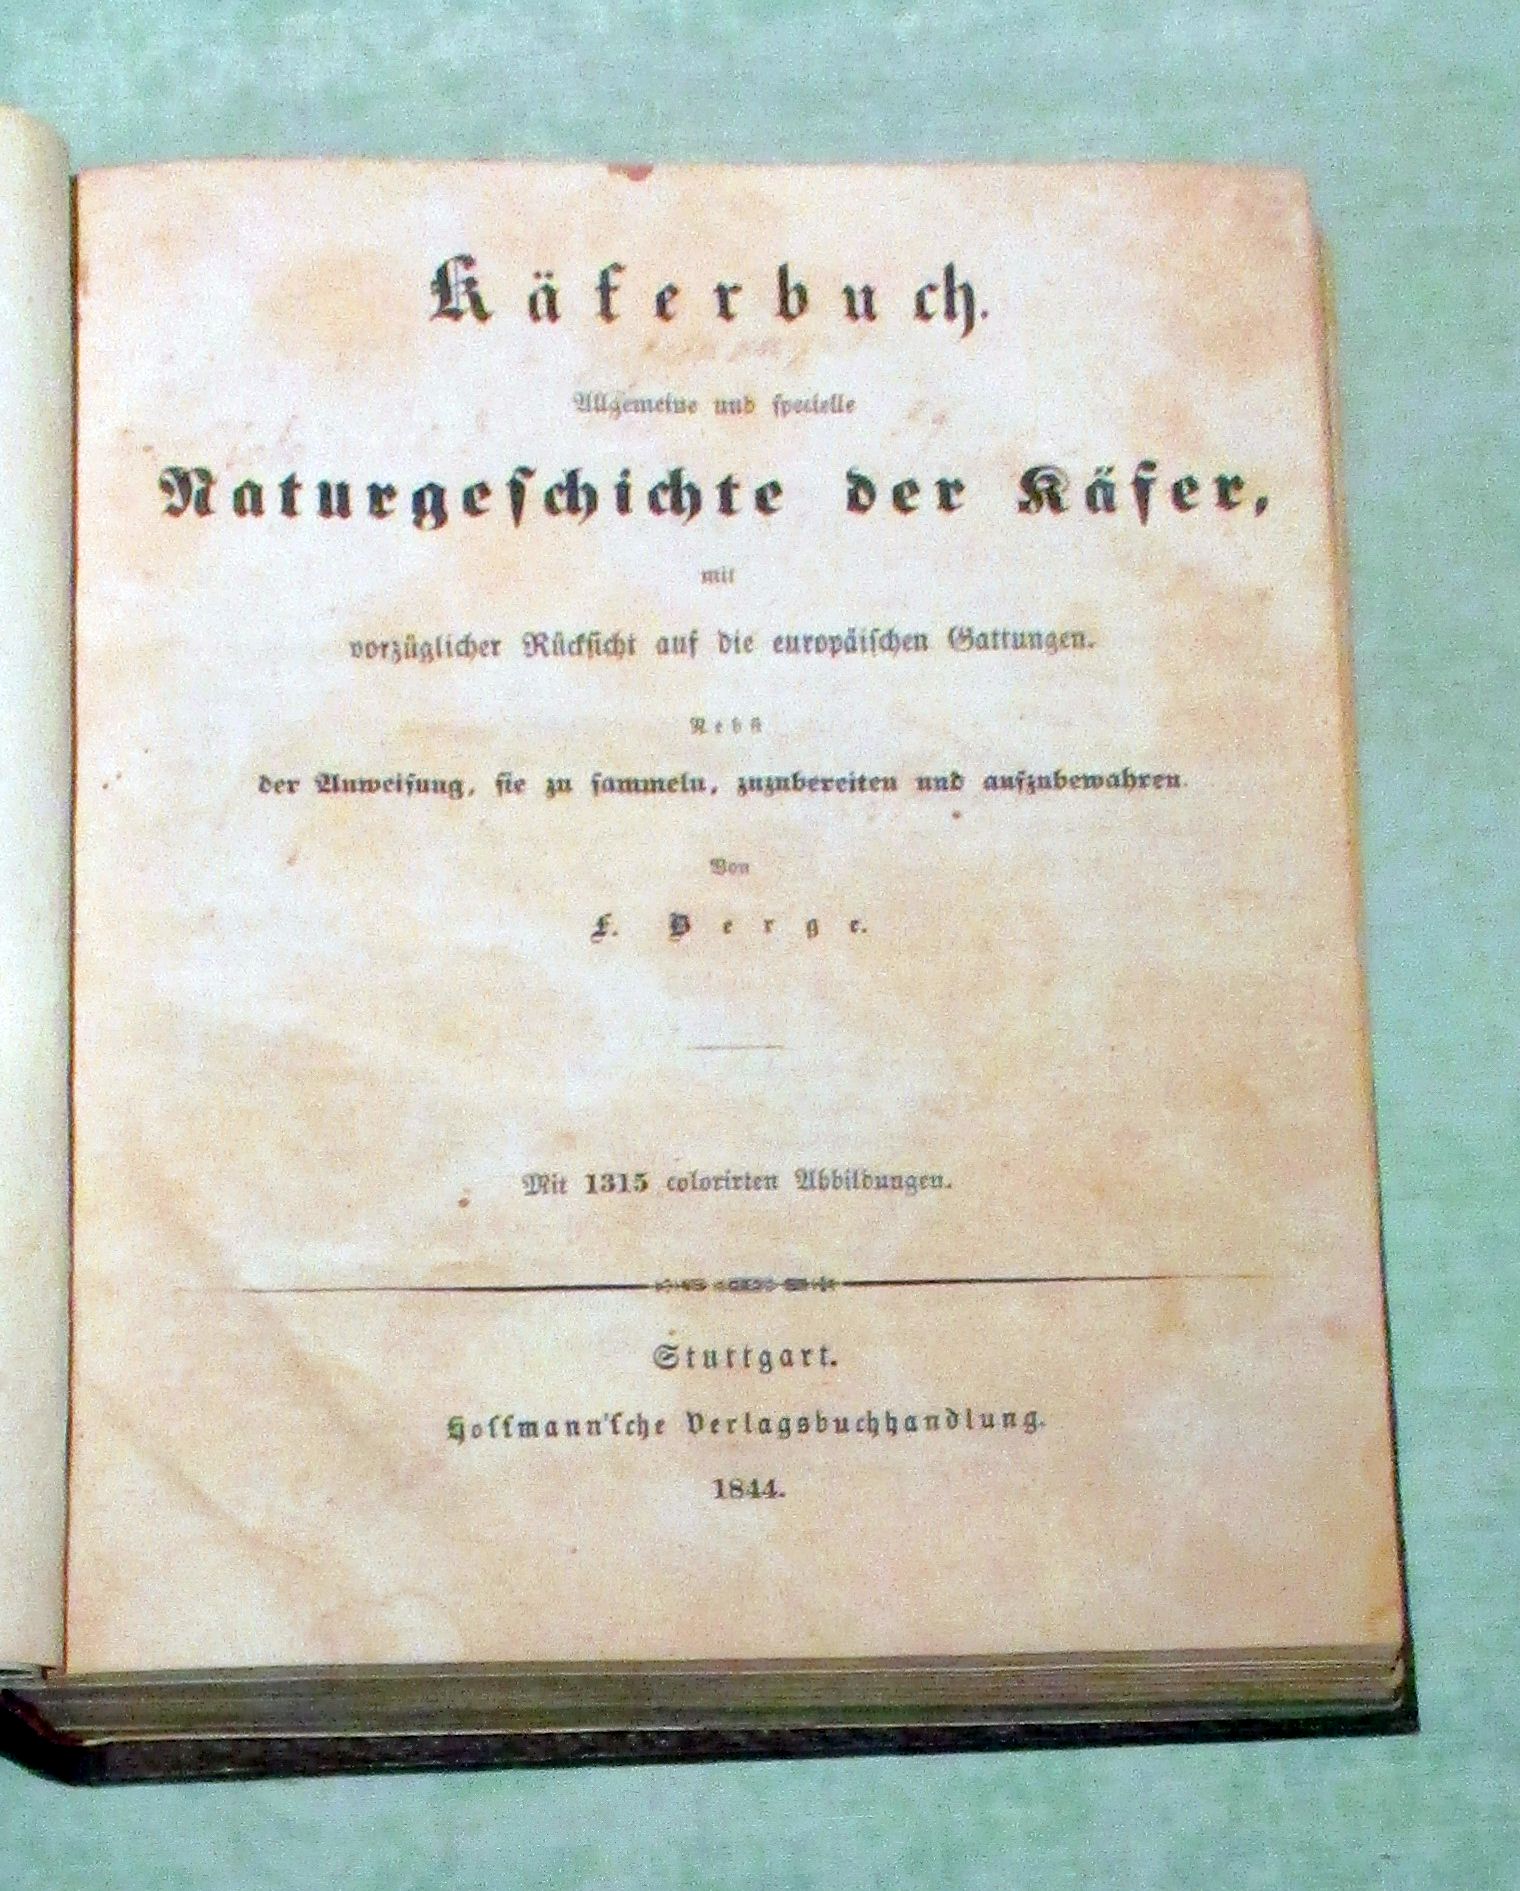 Käferbuch.
Allgemeine und specielle
Naturgeschichte der Käfer,
mit
vorzüglicher Rücksicht auf die europäischen Gattungen.
Nebst
der Anweisung, sie zu sammeln, zuzubereiten und aufzubewahren.
Von
F. Berge.
Mit 1315 colorirten Abbildungen.
Stuttgart.
Hoffmann'sche Verlagsbuchhandlung.
1844.